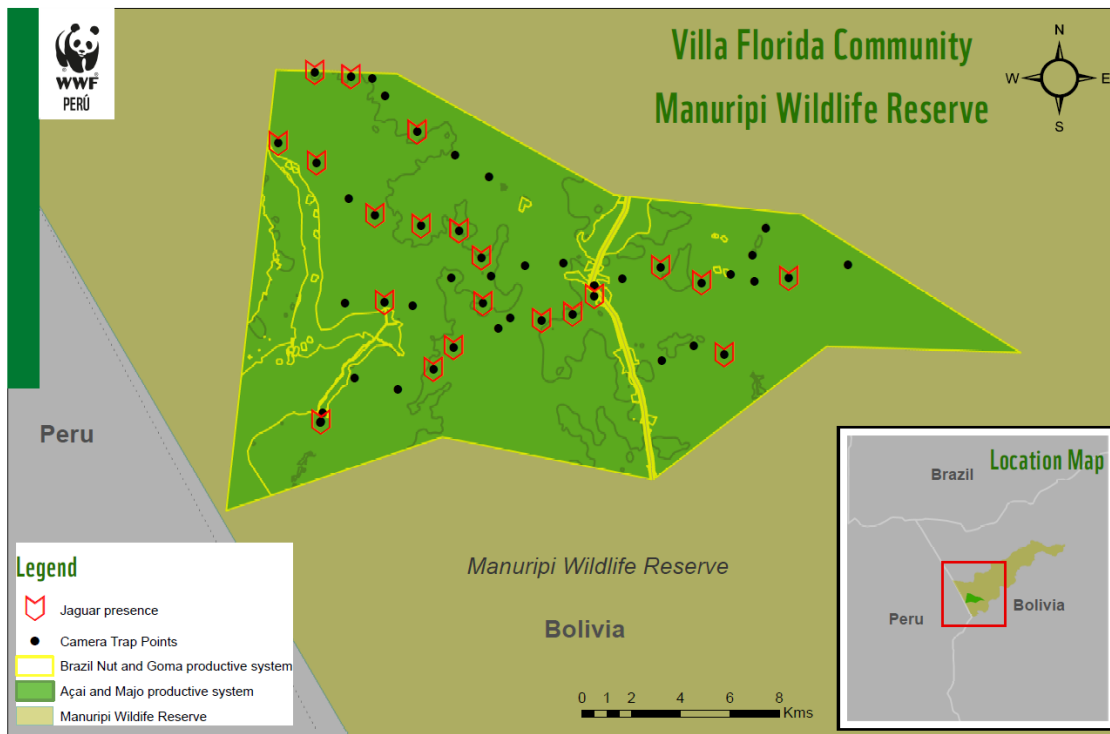 WWF
PERÚ
Villa Florida Community
Manuripi Wildlife Reserve
N
W
E
S
Peru
Manuripi Wildlife Reserve
Bolivia
Legend
Jaguar presence
Camera Trap Points
Brazil Nut and Goma productive system
Açai and Majo productive system
Manuripi Wildlife Reserve
0 1 2 4 6 8
Kms
Location Map
Brazil
Peru
Bolivia